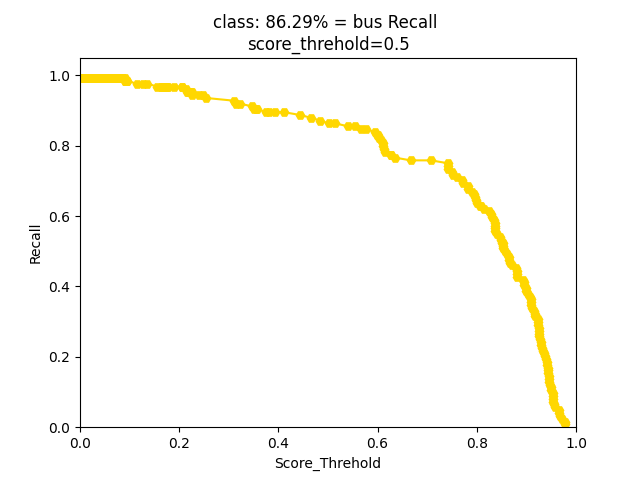 class: 86.29% = bus Recall
score_threhold=0.5
Recall
1.0
0.8
0.6
0.4
0.2
0.0
0.0 0.2 0.4 0.6 0.8 1.0
Score_Threhold